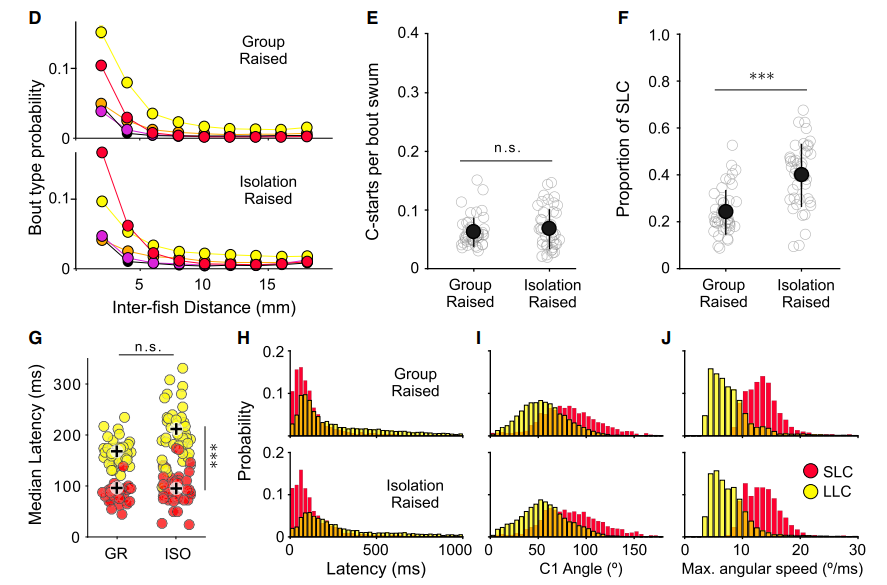 D
Group
Raised
0.1
0
Bout type probability
Isolation
Raised
0.1
0
5 10 15
Inter-fish Distance (mm)
E
0.4
0.3
0.2
0.1
0
C-starts per bout swum
n.s.
Group
Raised
Isolation
Raised
F
1.0
0.8
0.6
0.4
0.2
0
Proportion of SLC
***
Group
Raised
Isolation
Raised
G
n.s.
300
200
100
0
Median Latency (ms)
***
GR ISO
H
0.2
0.1
0
Group
Raised
Probability
0.2
0.1
0
Isolation
Raised
0 500 1000
Latency (ms)
I
0 50 100 150
C1 Angle (º)
J
SLC
LLC
0 10 20 30
Max. angular speed (º/ms)